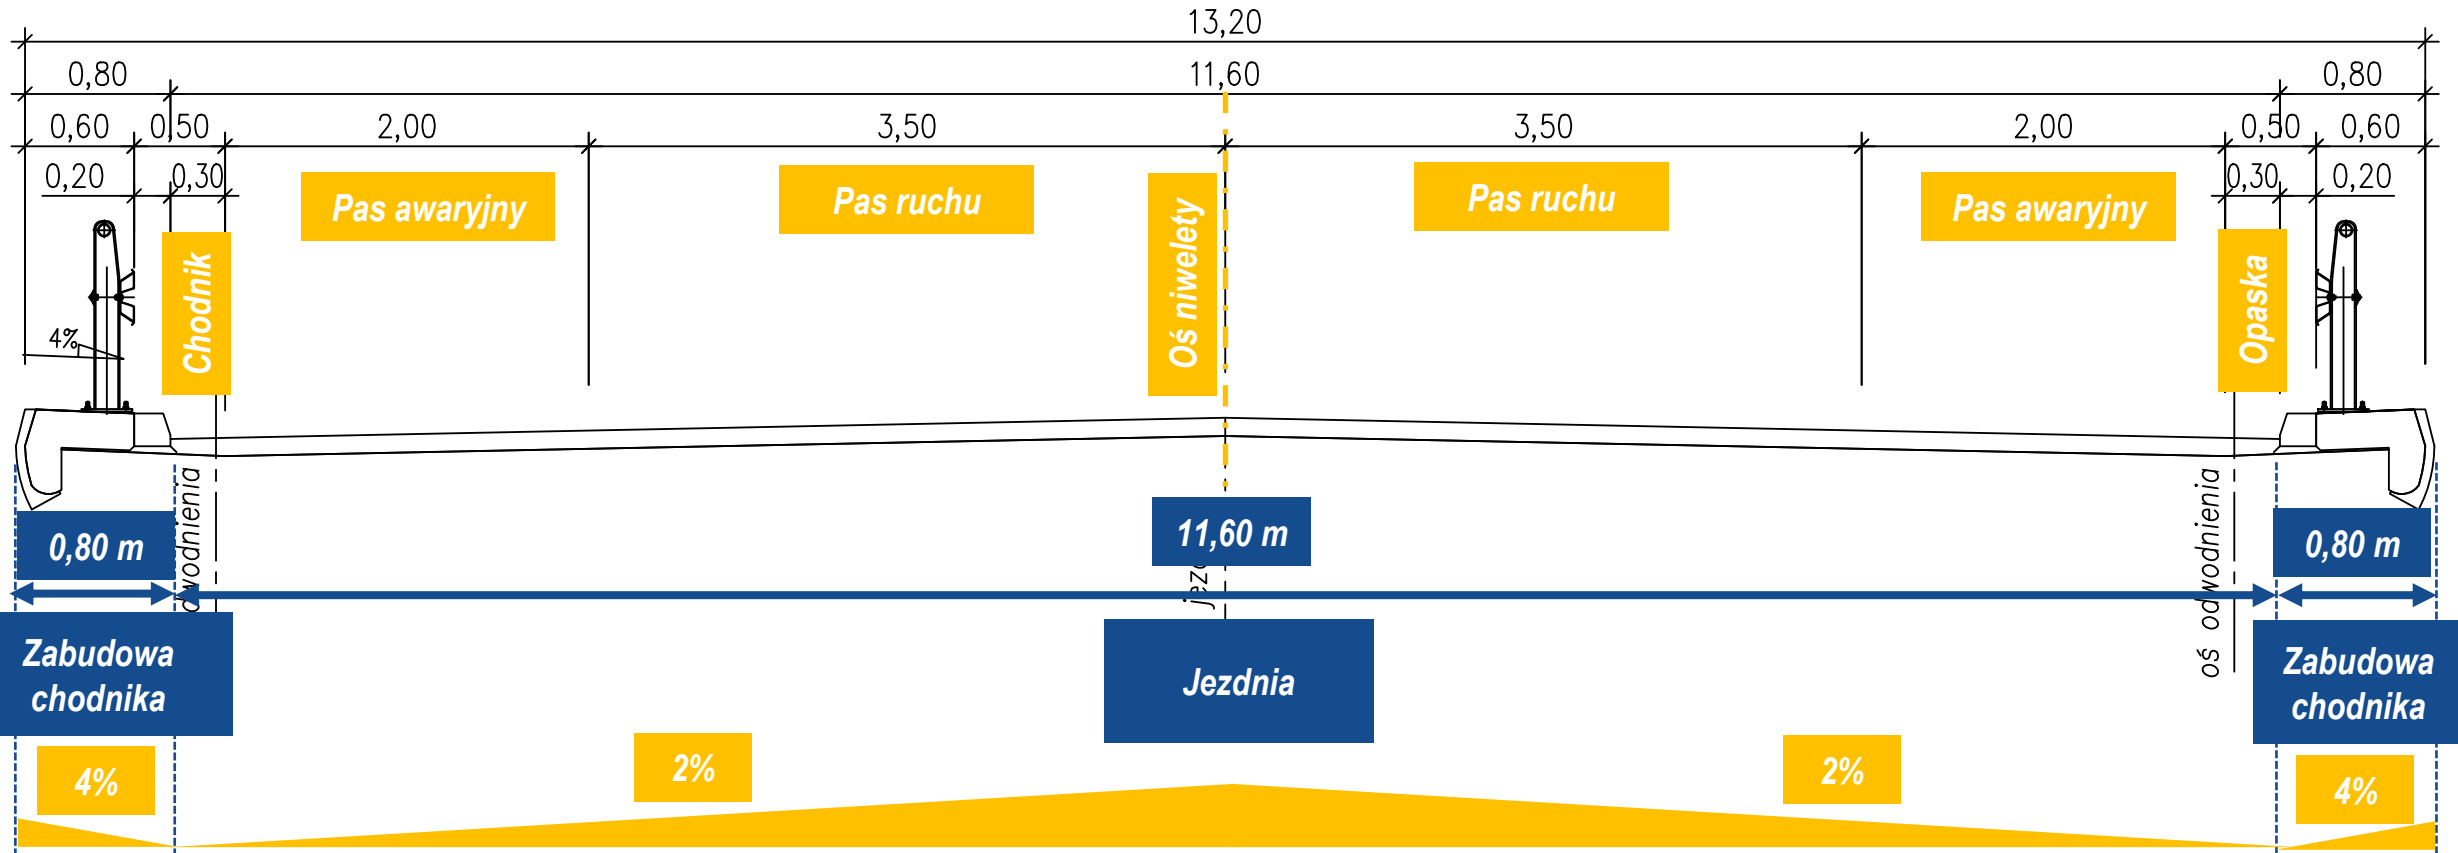 13,20
0,80
11,60
0,80
0,60
0,50
2,00
3,50
3,50
2,00
0,50
0,60
0,20
0,30
0,30
0,20
Pas awaryjny
Pas ruchu
Pas ruchu
Pas awaryjny
Chodnik
Oś niwelety
Opaska
4%
oś odwodnienia
0,80 m
11,60 m
0,80 m
Zabudowa
chodnika
Jezdnia
Zabudowa
chodnika
4%
2%
2%
4%